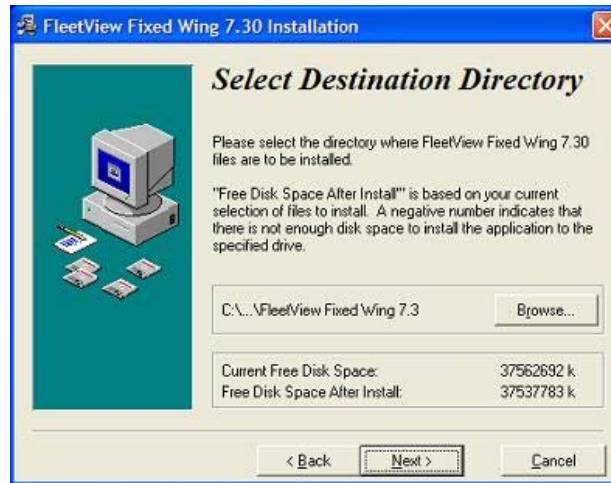 FleetView Fixed Wing 7.30 Installation
Select Destination Directory
Please select the directory where FleetView Fixed Wing 7.30
files are to be installed.
"Free Disk Space After Install'" is based on your current
selection of files to install.  A negative number indicates that
there is not enough disk space to install the application to the
specified drive.
C:\...\FleetView Fixed Wing 7.3
Browse...
Current Free Disk Space: 37562692 k
Free Disk Space After Install: 37537783 k
< Back
Next >
Cancel